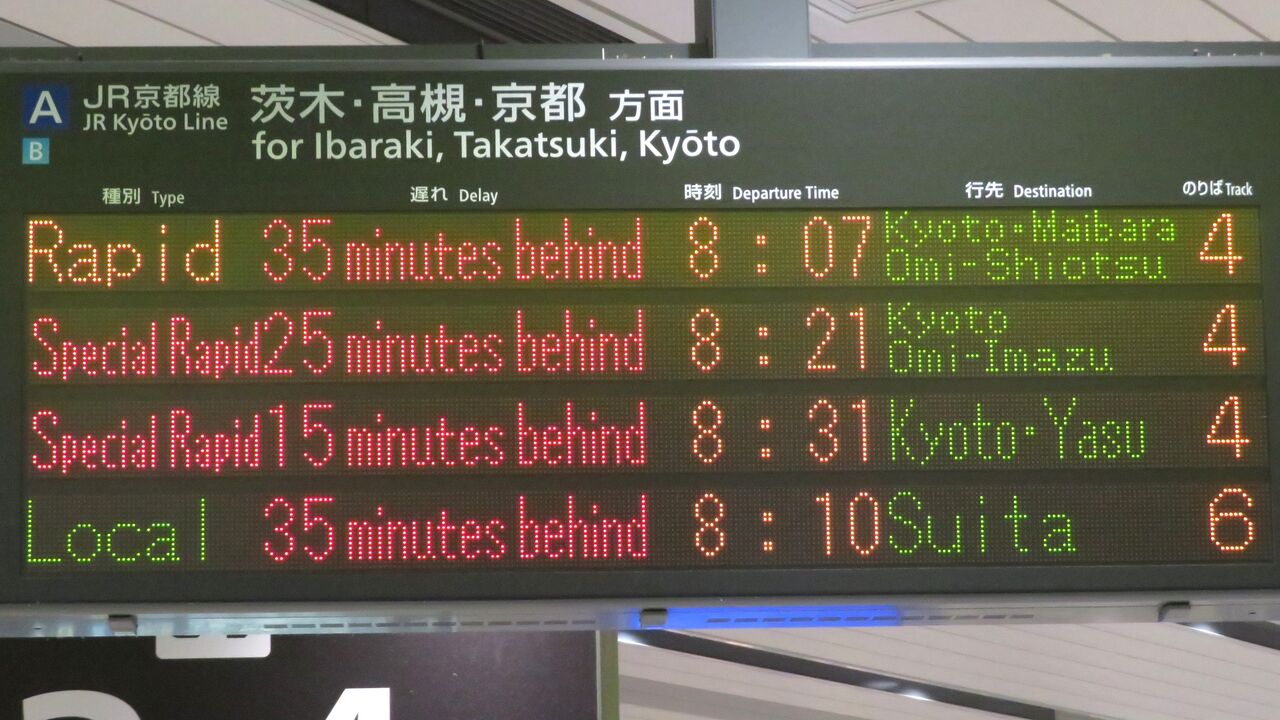 A JR京都線 茨木・高槻・京都 方面
B JR Kyōto Line for Ibaraki, Takatsuki, Kyōto
種別 Type 遅れ Delay 時刻 Departure Time 行先 Destination のりば Track
Rapid 35 minutes behind 8:07 Kyoto・Maibara 4
Omi-Shiotsu
Special Rapid 25 minutes behind 8:21 Kyoto 4
Omi-Imazu
Special Rapid 15 minutes behind 8:31 Kyoto・Yasu 4
Local 35 minutes behind 8:10 Suita 6